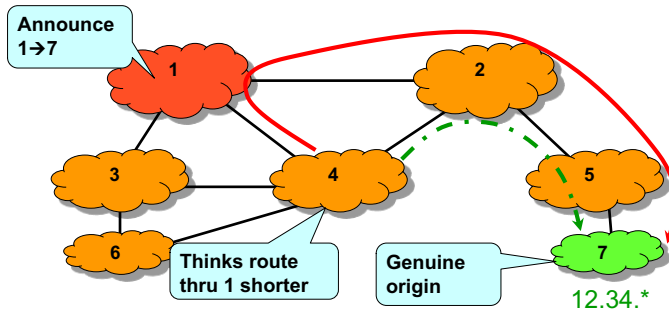 Announce
1→7
1
2
3
4
5
6
7
Thinks route
thru 1 shorter
Genuine
origin
12.34.*